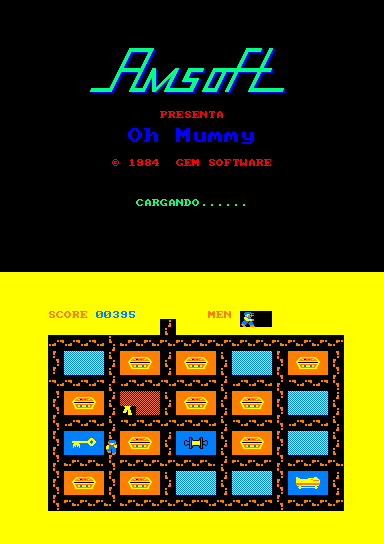 Amsoft
PRESENTA
Oh Mummy
© 1984 GEM SOFTWARE
CARGANDO......
SCORE 00395 MEN